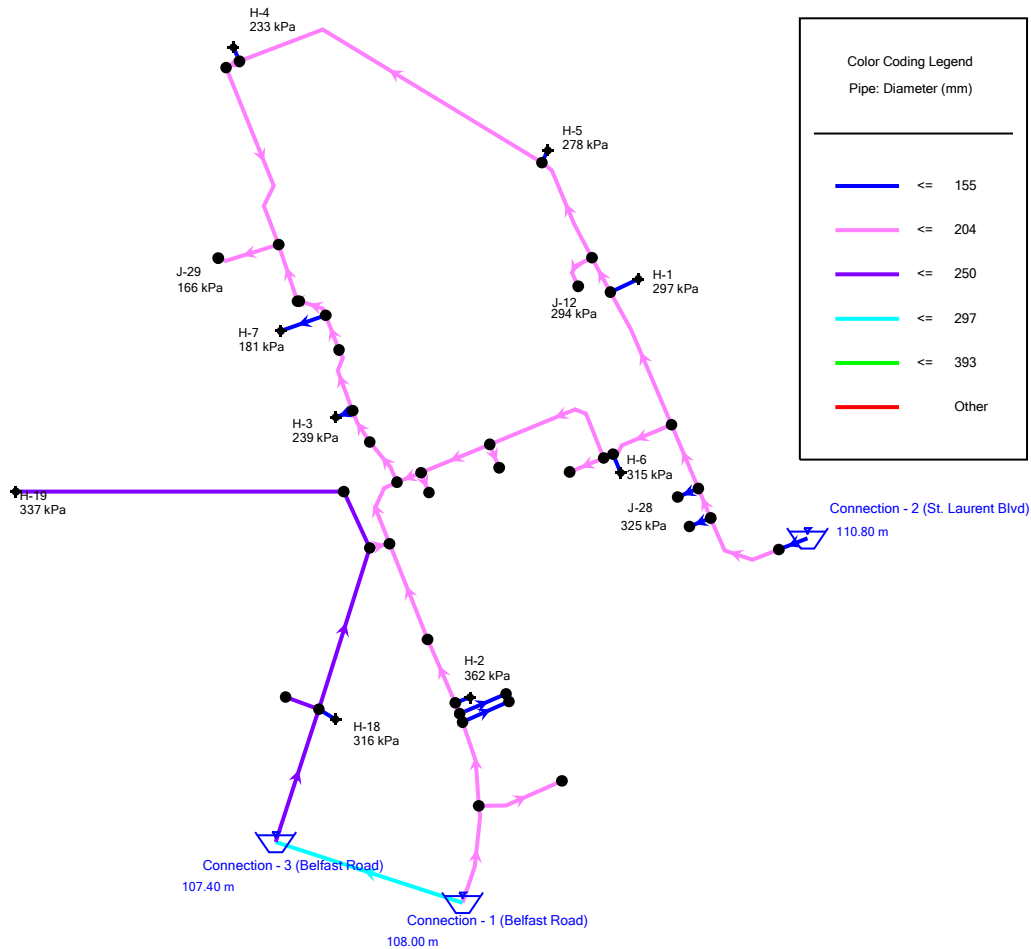 H-4
233 kPa
Color Coding Legend
Pipe: Diameter (mm)
<= 155
<= 204
<= 250
<= 297
<= 393
Other
H-5
278 kPa
J-29
166 kPa
H-1
297 kPa
J-12
294 kPa
H-7
181 kPa
H-3
239 kPa
H-6
315 kPa
H-19
337 kPa
J-28
325 kPa
Connection - 2 (St. Laurent Blvd)
110.80 m
H-2
362 kPa
H-18
316 kPa
Connection - 3 (Belfast Road)
107.40 m
Connection - 1 (Belfast Road)
108.00 m